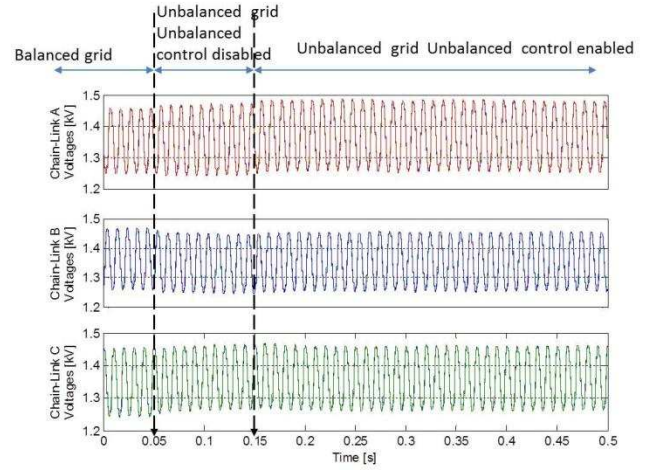 Unbalanced grid
Unbalanced
control disabled
Balanced grid
Unbalanced grid Unbalanced control enabled
Chain-Link A
Voltages [kV]
1.5
1.4
1.3
1.2
Chain-Link B
Voltages [kV]
1.5
1.4
1.3
1.2
Chain-Link C
Voltages [kV]
1.5
1.4
1.3
1.2
0 0.05 0.1 0.15 0.2 0.25 0.3 0.35 0.4 0.45 0.5
Time [s]